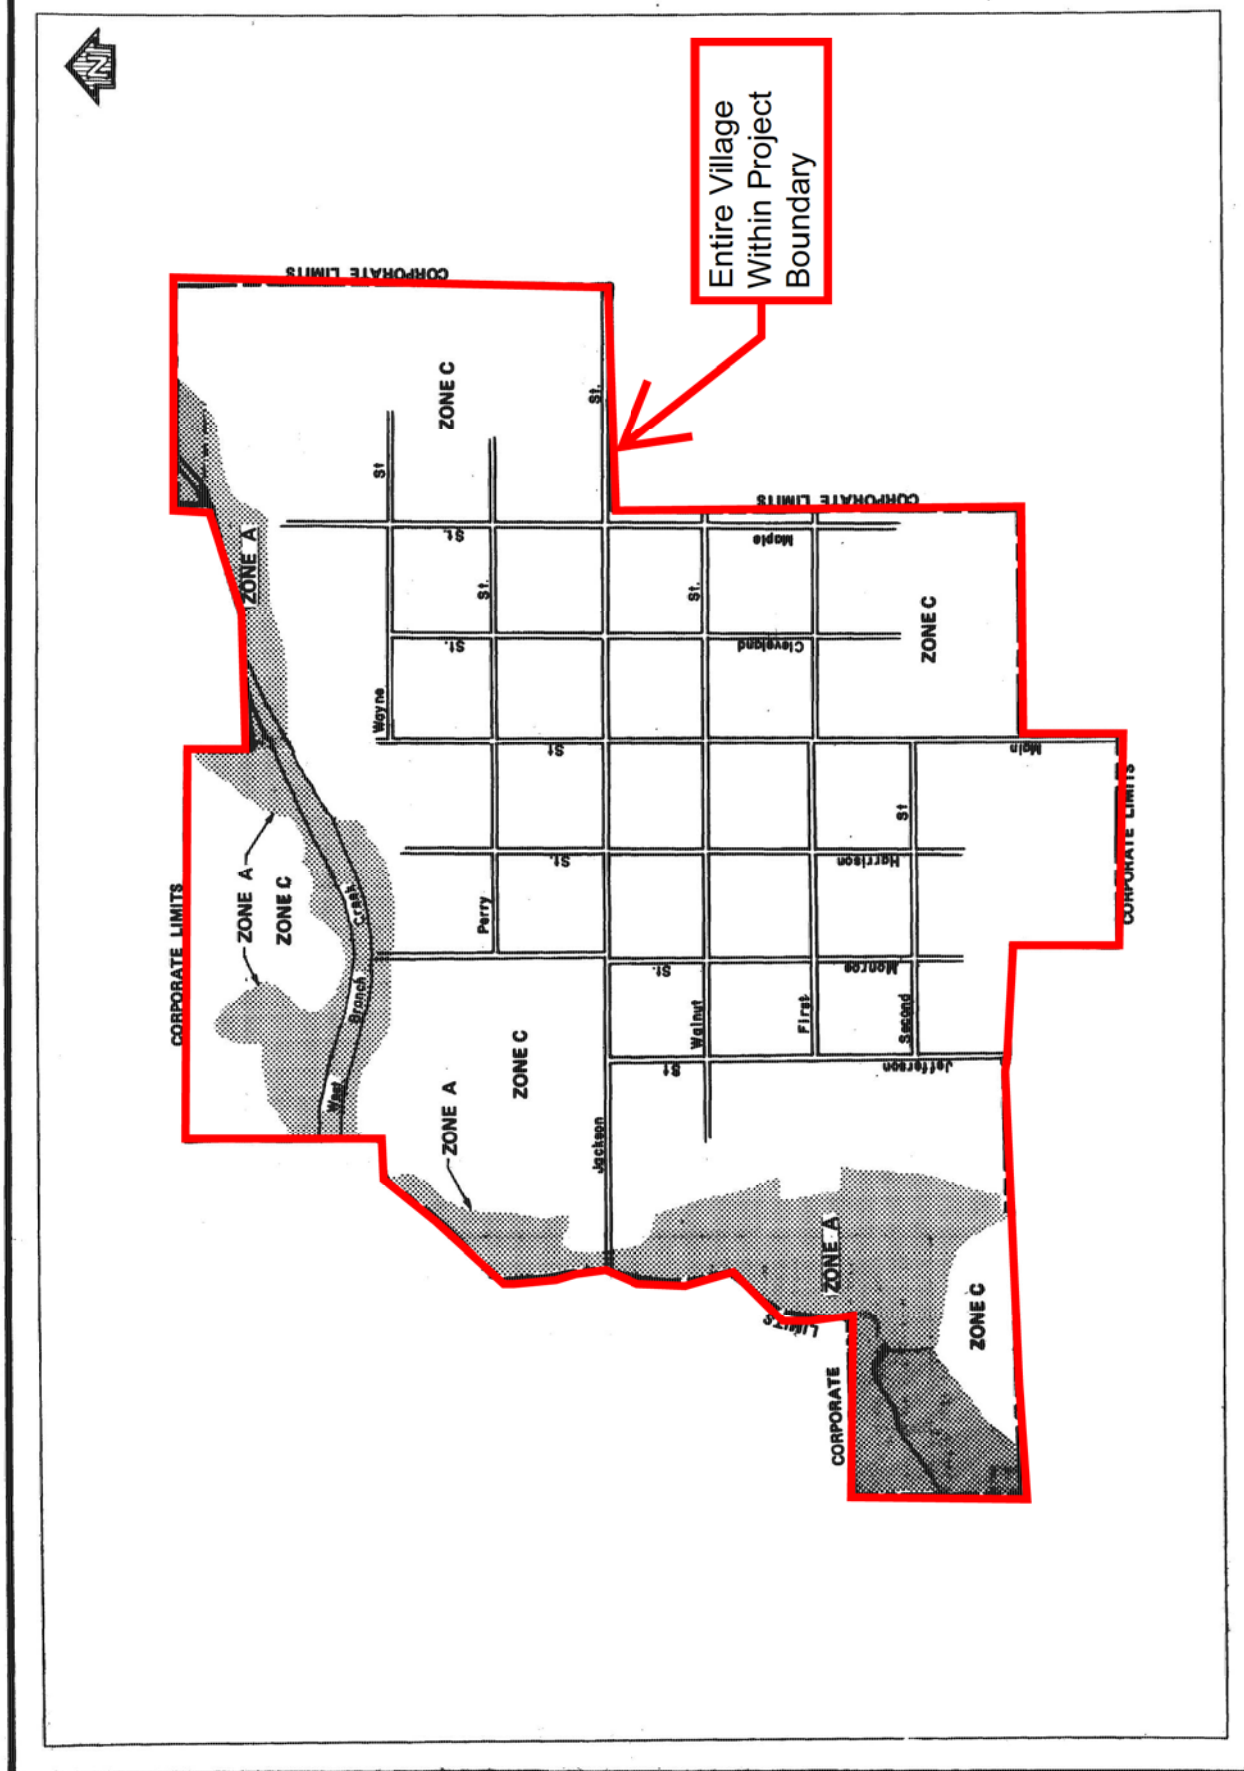 N
Entire Village
Within Project
Boundary
CORPORATE LIMITS
ZONE C
St.
St
ZONE A
CORPORATE LIMITS
Maple
St.
St.
St.
Cleveland
St.
ZONE C
Wayne
St
Main
CORPORATE LIMITS
St
Harrison
St.
ZONE A
ZONE C
CORPORATE LIMITS
Perry
West
Branch
Creek
Monroe
St.
Walnut
First
Second
Jefferson
St
ZONE C
ZONE A
Jackson
ZONE A
ZONE C
CORPORATE
LIMITS